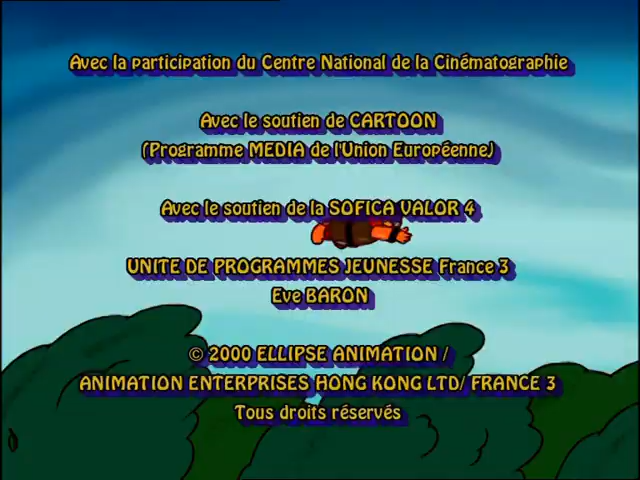 Avec la participation du Centre National de la Cinématographie
Avec le soutien de CARTOON
(Programme MEDIA de l'Union Européenne)
Avec le soutien de la SOFICA VALOR 4
UNITE DE PROGRAMMES JEUNESSE France 3
Eve BARON
© 2000 ELLIPSE ANIMATION /
ANIMATION ENTERPRISES HONG KONG LTD/ FRANCE 3
Tous droits réservés